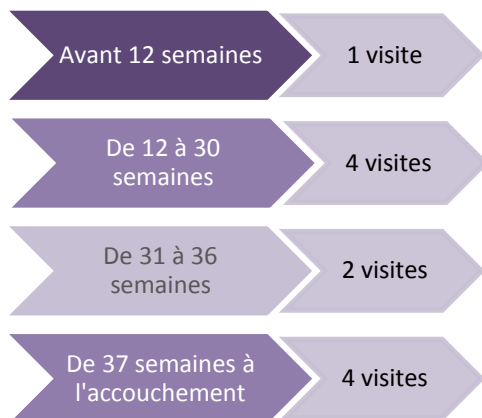 Avant 12 semaines
1 visite
De 12 à 30
semaines
4 visites
De 31 à 36
semaines
2 visites
De 37 semaines à
l'accouchement
4 visites